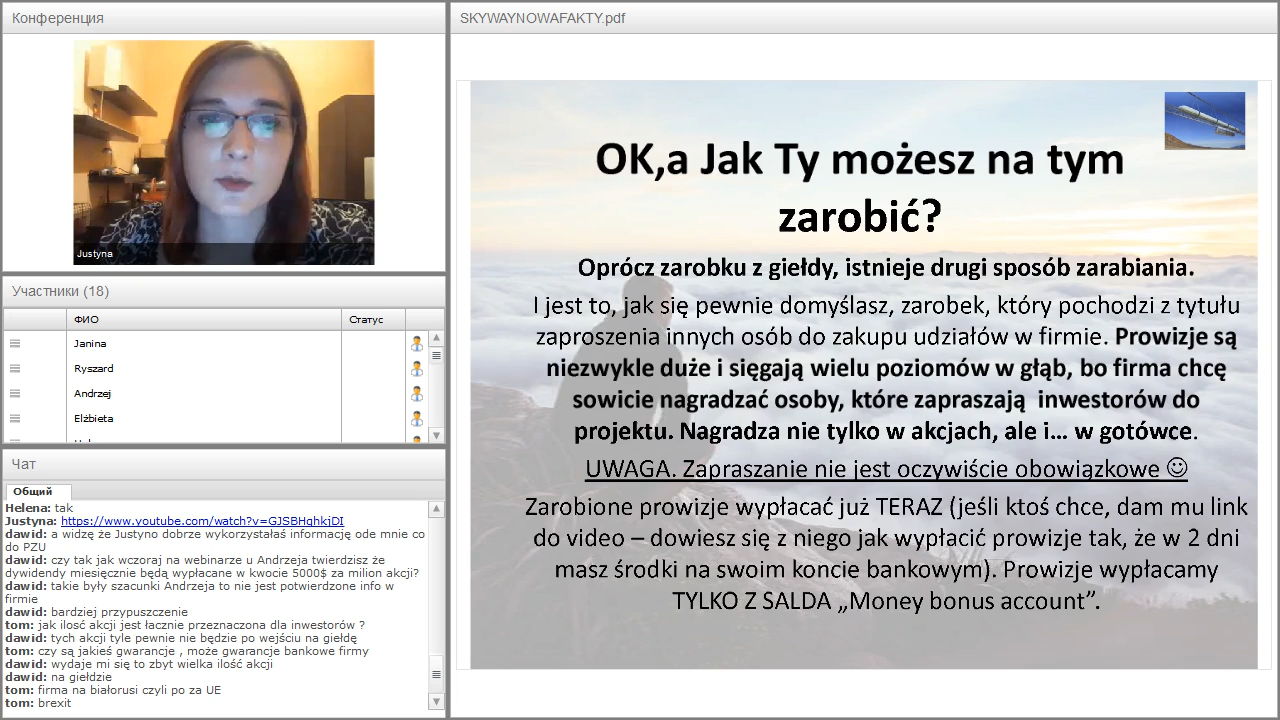 Конференция
Justyna
Участники (18)
ФИО
Статус
Janina
Ryszard
Andrzej
Elżbieta
Чат
Общий
Helena: tak
Justyna: https://www.youtube.com/watch?v=GJSBHghkjDI
dawid: a widzę że Justyno dobrze wykorzystałaś informację ode mnie co
do PZU
dawid: czy tak jak wczoraj na webinarze u Andrzeja twierdzisz że
dywidendy miesięcznie będą wypłacane w kwocie 5000$ za milion akcji?
dawid: takie były szacunki Andrzeja to nie jest potwierdzone info w
firmie
dawid: bardziej przypuszczenie
tom: jak ilosć akcji jest łacznie przeznaczona dla inwestorów ?
dawid: tych akcji tyle pewnie nie będzie po wejściu na giełdę
tom: czy są jakieś gwarancje , może gwarancje bankowe firmy
dawid: wydaje mi się to zbyt wielka ilość akcji
dawid: na giełdzie
tom: firma na białorusi czyli po za UE
tom: brexit
SKYWAYNOWAFAKTY.pdf
OK,a Jak Ty możesz na tym
zarobić?
Oprócz zarobku z giełdy, istnieje drugi sposób zarabiania.
I jest to, jak się pewnie domyślasz, zarobek, który pochodzi z tytułu
zaproszenia innych osób do zakupu udziałów w firmie. Prowizje są
niezwykle duże i sięgają wielu poziomów w głąb, bo firma chcę
sowicie nagradzać osoby, które zapraszają inwestorów do
projektu. Nagradza nie tylko w akcjach, ale i… w gotówce.
UWAGA. Zapraszanie nie jest oczywiście obowiązkowe ☺
Zarobione prowizje wypłacać już TERAZ (jeśli ktoś chce, dam mu link
do video – dowiesz się z niego jak wypłacić prowizje tak, że w 2 dni
masz środki na swoim koncie bankowym). Prowizje wypłacamy
TYLKO Z SALDA „Money bonus account”.